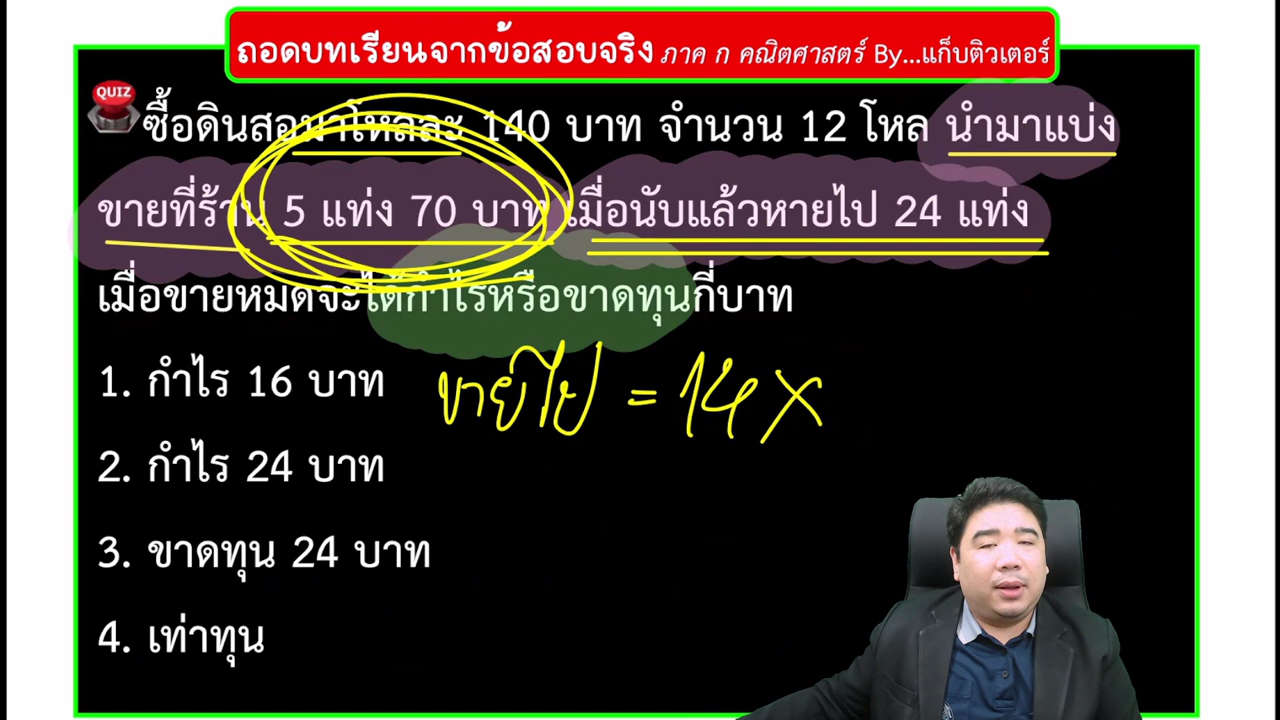 ถอดบทเรียนจากข้อสอบจริง ภาค ก คณิตศาสตร์ By...แก็บติวเตอร์
QUIZ
ซื้อดินสอมาโหลละ 140 บาท จำนวน 12 โหล นำมาแบ่ง
ขายที่ร้าน 5 แท่ง 70 บาท เมื่อนับแล้วหายไป 24 แท่ง
เมื่อขายหมดจะได้กำไรหรือขาดทุนกี่บาท
1. กำไร 16 บาท
ขายไป = 14 X
2. กำไร 24 บาท
3. ขาดทุน 24 บาท
4. เท่าทุน